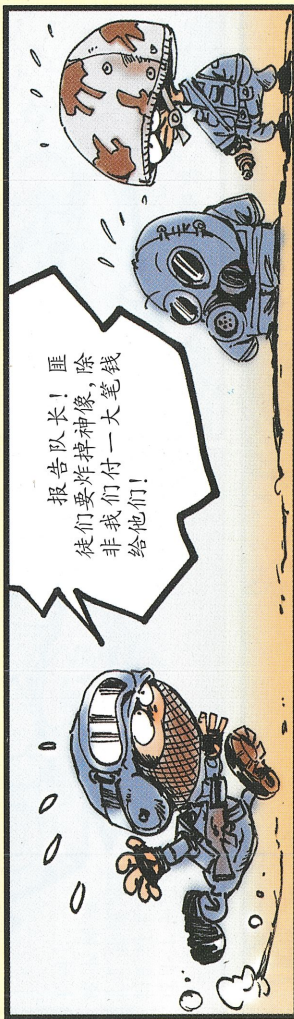 报告队长！匪
徒们要炸掉神像，除
非我们付一大笔钱
给他们！